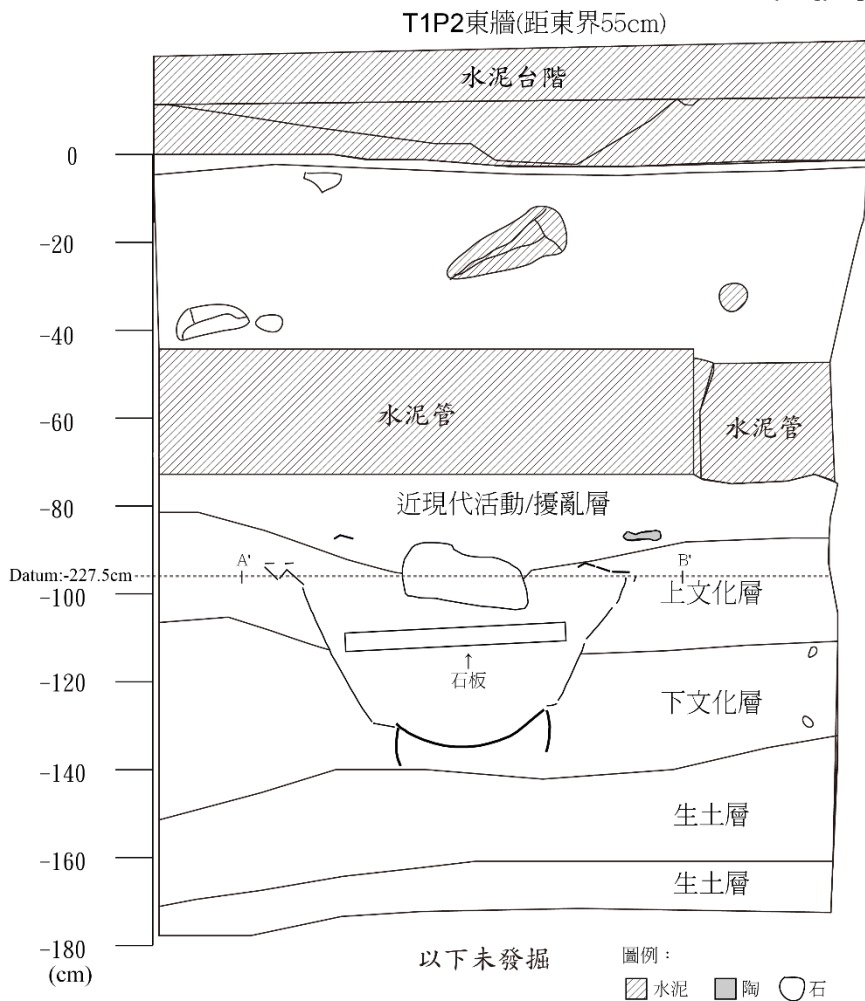 T1P2東牆(距東界55cm)
水泥台階
0
-20
-40
-60
-80
-100
-120
-140
-160
-180
(cm)
水泥管
水泥管
近現代活動/擾亂層
A'
B'
Datum:-227.5cm
上文化層
↑
石板
下文化層
生土層
生土層
以下未發掘
圖例：
水泥 陶 石